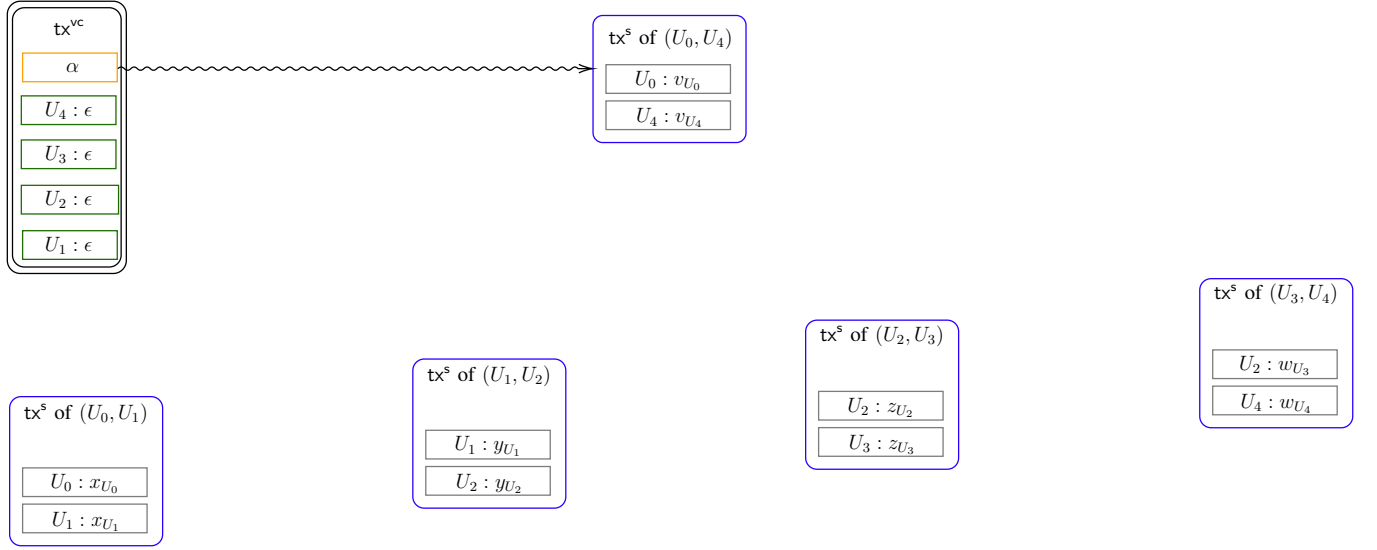 tx^vc
α
U_4 : ϵ
U_3 : ϵ
U_2 : ϵ
U_1 : ϵ
tx^s of (U_0, U_4)
U_0 : v_{U_0}
U_4 : v_{U_4}
tx^s of (U_0, U_1)
U_0 : x_{U_0}
U_1 : x_{U_1}
tx^s of (U_1, U_2)
U_1 : y_{U_1}
U_2 : y_{U_2}
tx^s of (U_2, U_3)
U_2 : z_{U_2}
U_3 : z_{U_3}
tx^s of (U_3, U_4)
U_2 : w_{U_3}
U_4 : w_{U_4}